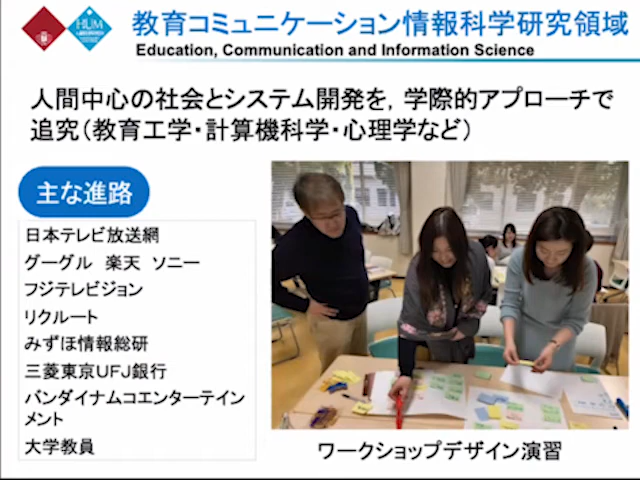 HUM
教育コミュニケーション情報科学研究領域
Education, Communication and Information Science
人間中心の社会とシステム開発を，学際的アプローチで
追究（教育工学・計算機科学・心理学など）
主な進路
日本テレビ放送網
グーグル　楽天　ソニー
フジテレビジョン
リクルート
みずほ情報総研
三菱東京UFJ銀行
バンダイナムコエンターテイン
メント
大学教員
ワークショップデザイン演習